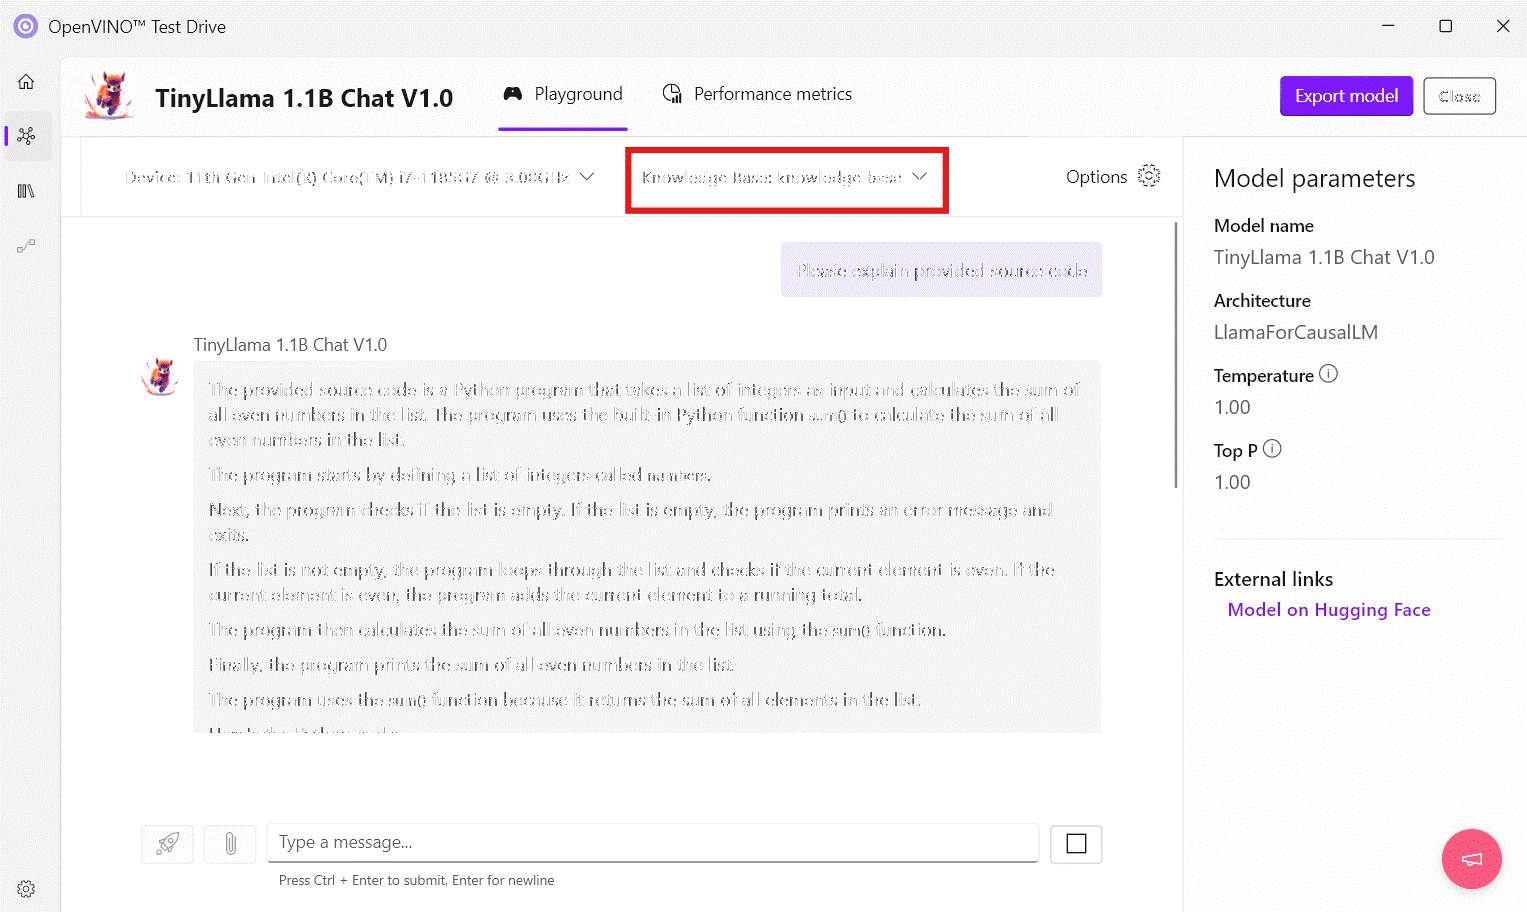 OpenVINO™ Test Drive
TinyLlama 1.1B Chat V1.0
Playground
Performance metrics
Export model
Close
Device: 11th Gen Intel(R) Core(TM) i7-1185G7 @ 3.00GHz
Knowledge Base: knowledge-base
Options
Please explain provided source code
TinyLlama 1.1B Chat V1.0
The provided source code is a Python program that takes a list of integers as input and calculates the sum of
all even numbers in the list. The program uses the built-in Python function sum() to calculate the sum of all
even numbers in the list.
The program starts by defining a list of integers called numbers.
Next, the program checks if the list is empty. If the list is empty, the program prints an error message and
exits.
If the list is not empty, the program loops through the list and checks if the current element is even. If the
current element is even, the program adds the current element to a running total.
The program then calculates the sum of all even numbers in the list using the sum() function.
Finally, the program prints the sum of all even numbers in the list.
The program uses the sum() function because it returns the sum of all elements in the list.
Here's the Python code:
Type a message...
Press Ctrl + Enter to submit, Enter for newline
Model parameters
Model name
TinyLlama 1.1B Chat V1.0
Architecture
LlamaForCausalLM
Temperature
1.00
Top P
1.00
External links
Model on Hugging Face